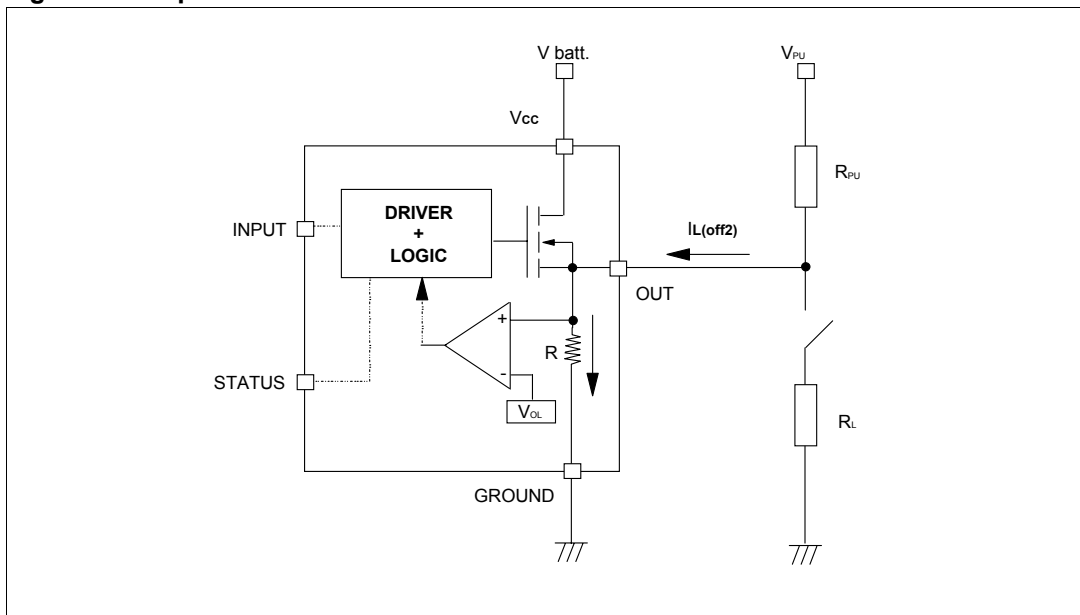 V batt.
VPU
Vcc
RPU
DRIVER
+
LOGIC
INPUT
IL(off2)
OUT
+
R
-
VOL
STATUS
RL
GROUND